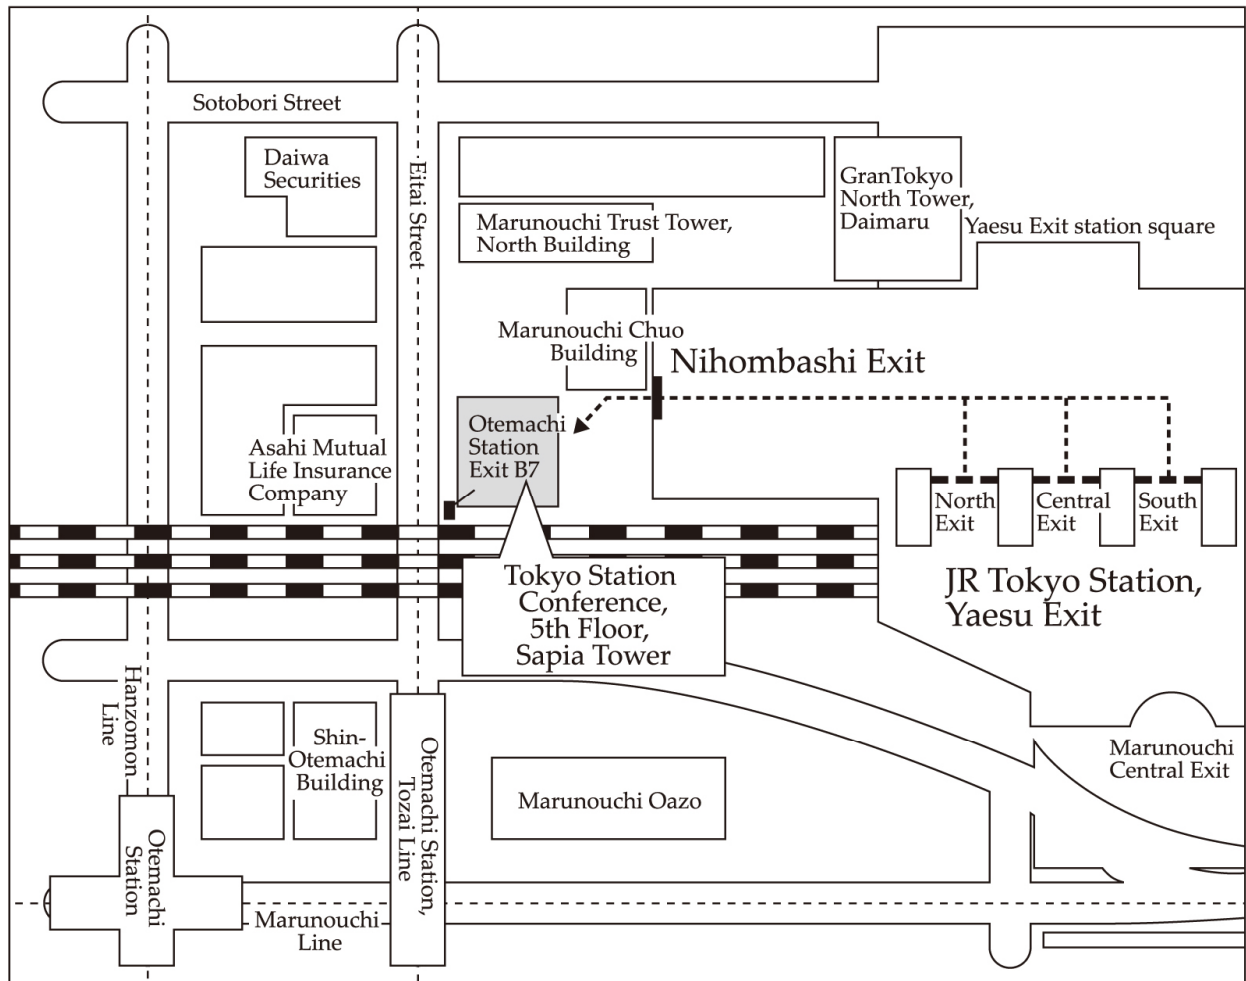 Sotobori Street
Daiwa
Securities
Eitai Street
GranTokyo
North Tower,
Daimaru
Marunouchi Trust Tower,
North Building
Yaesu Exit station square
Marunouchi Chuo
Building
Nihombashi Exit
Otemachi
Station
Exit B7
Asahi Mutual
Life Insurance
Company
North
Exit
Central
Exit
South
Exit
Tokyo Station
Conference,
5th Floor,
Sapia Tower
JR Tokyo Station,
Yaesu Exit
Hanzomon
Line
Shin-
Otemachi
Building
Otemachi Station,
Tozai Line
Marunouchi Oazo
Marunouchi
Central Exit
Otemachi
Station
Marunouchi
Line